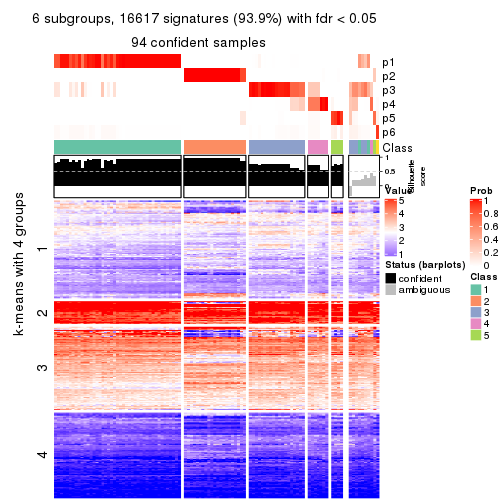 6 subgroups, 16617 signatures (93.9%) with fdr < 0.05
94 confident samples
p1
p2
p3
p4
p5
p6
Class
1
0.5
0
Silhouette
score
k-means with 4 groups
1
2
3
4
Value
5
4
3
2
1
Status (barplots)
confident
ambiguous
Prob
1
0.8
0.6
0.4
0.2
0
Class
1
2
3
4
5